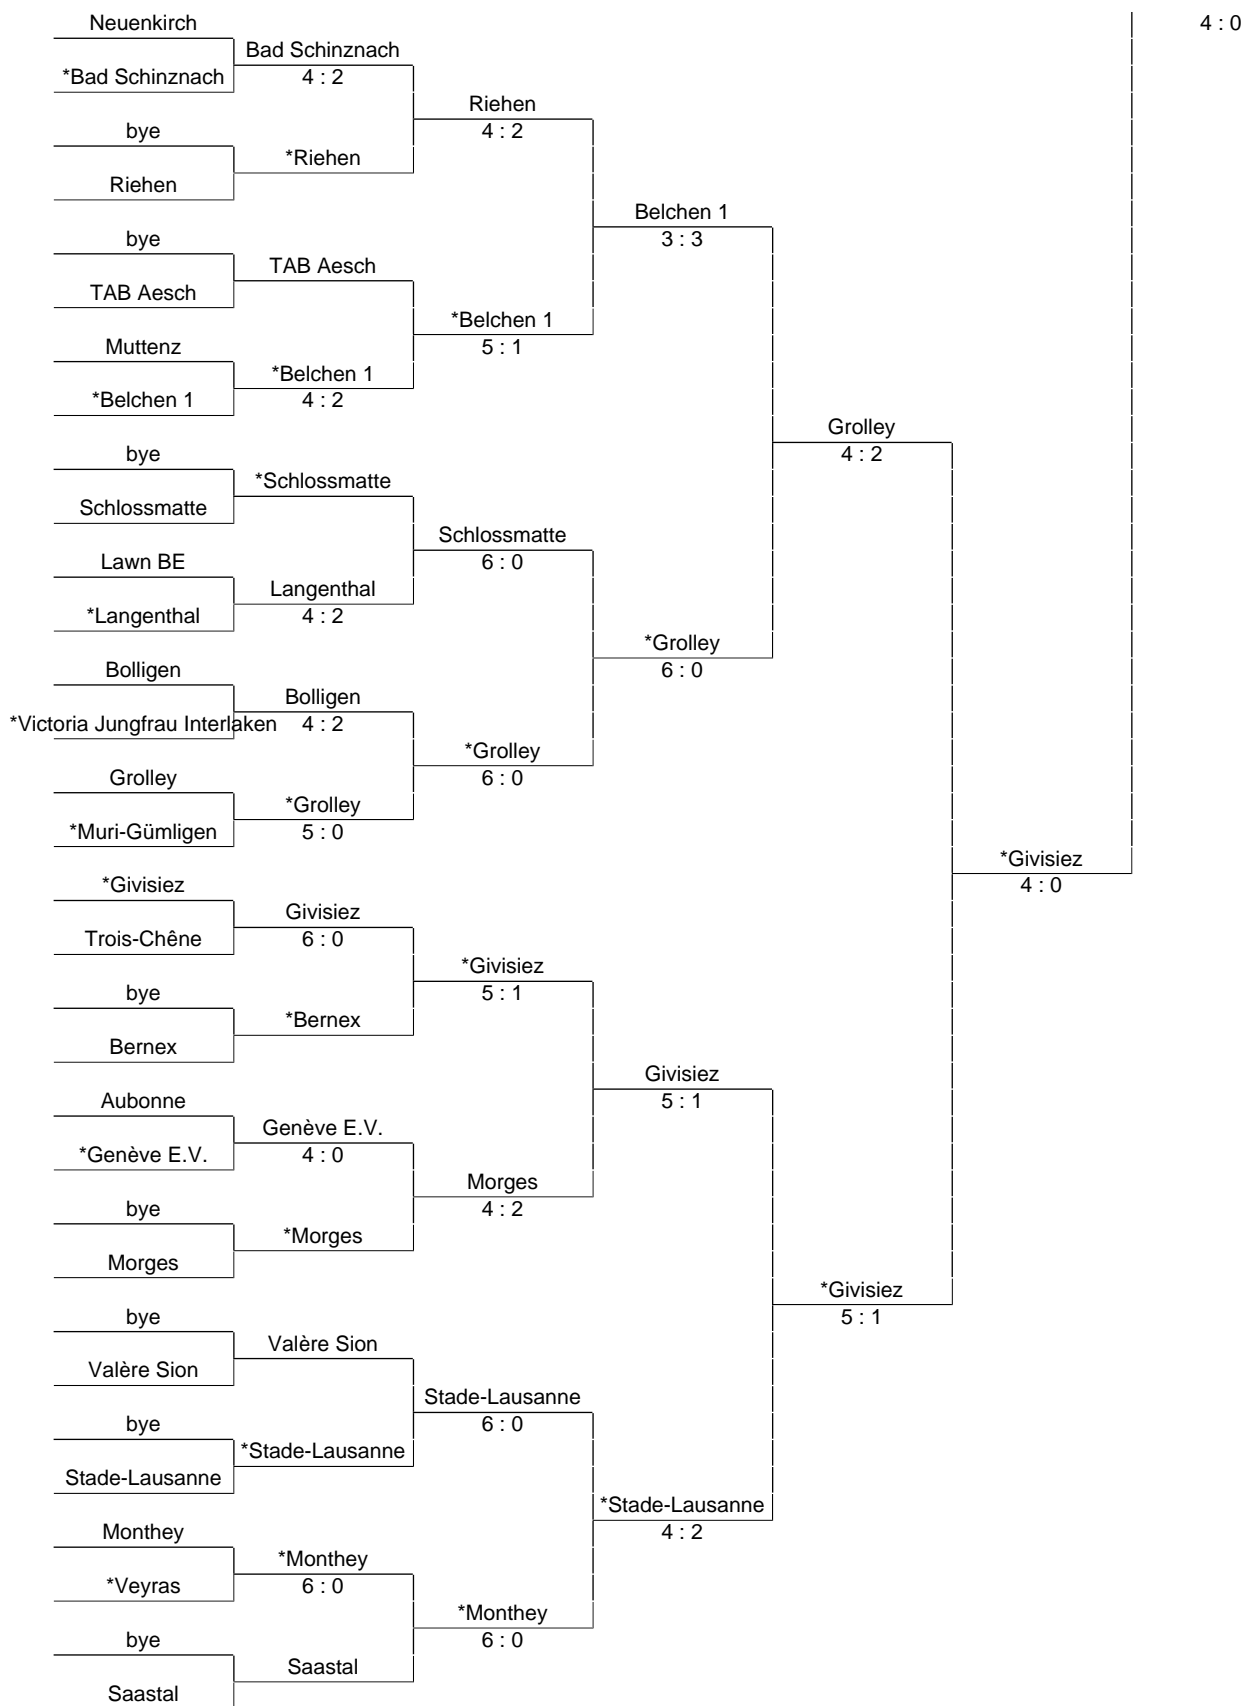 Neuenkirch
4 : 0
Bad Schinznach
*Bad Schinznach
4 : 2
Riehen
4 : 2
bye
*Riehen
Riehen
Belchen 1
3 : 3
bye
TAB Aesch
TAB Aesch
*Belchen 1
5 : 1
Muttenz
*Belchen 1
*Belchen 1
4 : 2
Grolley
4 : 2
bye
*Schlossmatte
Schlossmatte
Schlossmatte
6 : 0
Lawn BE
Langenthal
*Langenthal
4 : 2
*Grolley
6 : 0
Bolligen
Bolligen
*Victoria Jungfrau Interlaken
4 : 2
*Grolley
6 : 0
Grolley
*Grolley
*Muri-Gümligen
5 : 0
*Givisiez
4 : 0
*Givisiez
Givisiez
Trois-Chêne
6 : 0
*Givisiez
5 : 1
bye
*Bernex
Bernex
Givisiez
5 : 1
Aubonne
Genève E.V.
*Genève E.V.
4 : 0
Morges
4 : 2
bye
*Morges
Morges
*Givisiez
5 : 1
bye
Valère Sion
Valère Sion
Stade-Lausanne
6 : 0
bye
*Stade-Lausanne
Stade-Lausanne
*Stade-Lausanne
4 : 2
Monthey
*Monthey
*Veyras
6 : 0
*Monthey
6 : 0
bye
Saastal
Saastal